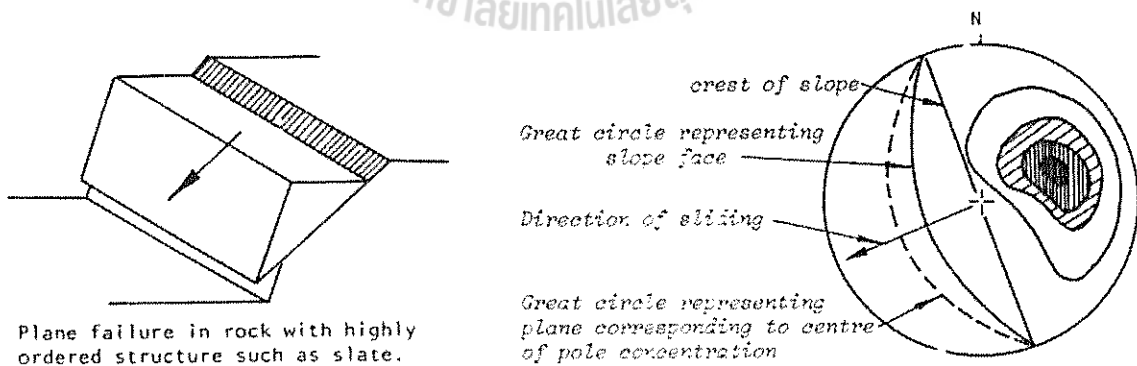 N
crest of slope
Great circle representing
slope face
Direction of sliding
Great circle representing
plane corresponding to centre
of pole concentration
Plane failure in rock with highly
ordered structure such as slate.